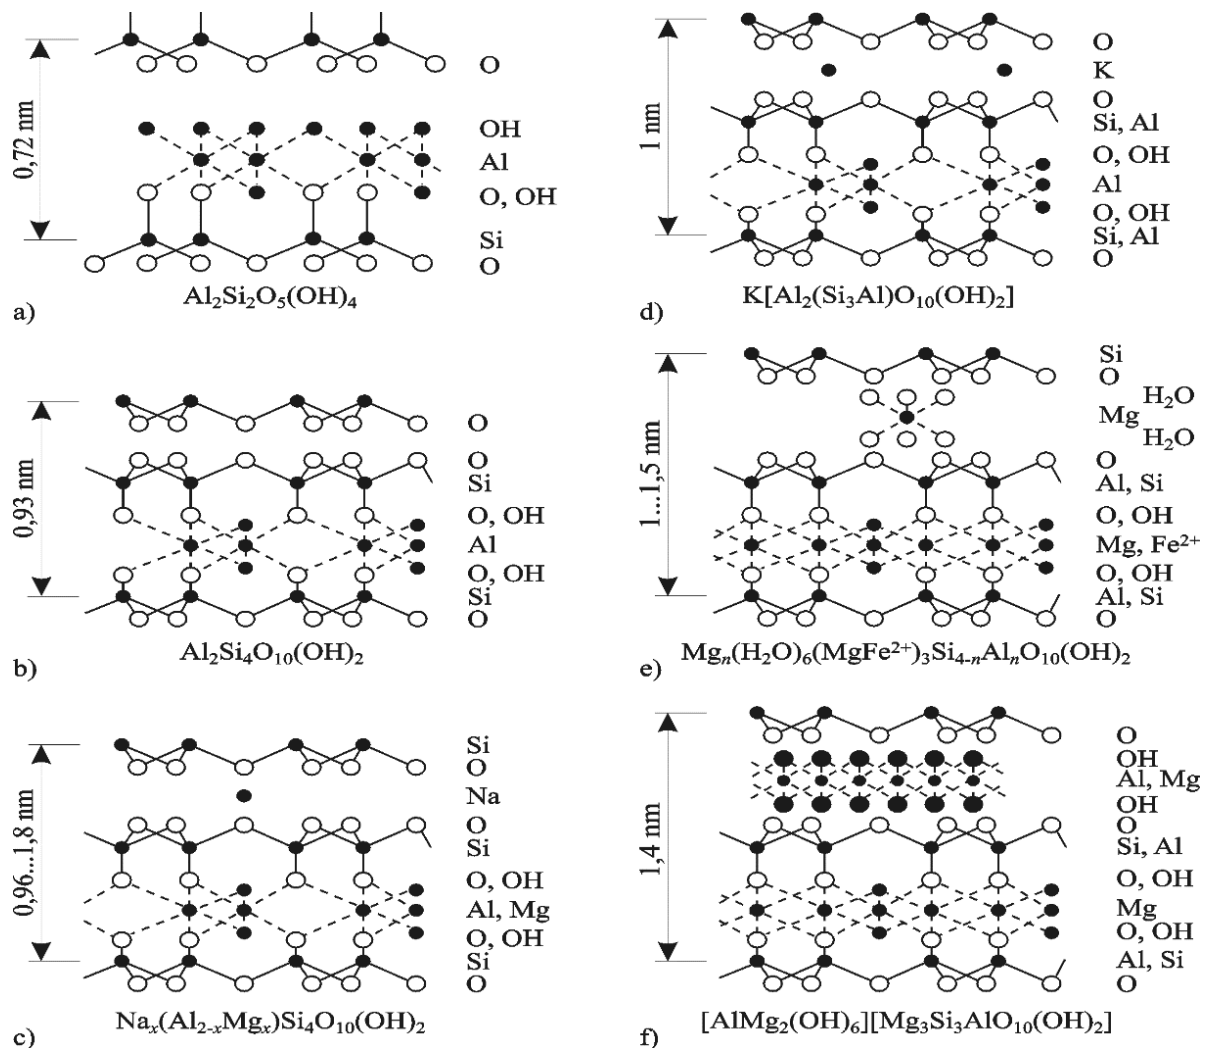 0,72 nm
O
OH
Al
O, OH
Si
O
Al₂Si₂O₅(OH)₄
a)
0,93 nm
O
O
Si
O, OH
Al
O, OH
Si
O
Al₂Si₄O₁₀(OH)₂
b)
0,96...1,8 nm
Si
O
Na
O
Si
O, OH
Al, Mg
O, OH
Si
O
Naₓ(Al₂₋ₓMgₓ)Si₄O₁₀(OH)₂
c)
1 nm
O
K
O
Si, Al
O, OH
Al
O, OH
Si, Al
O
K[Al₂(Si₃Al)O₁₀(OH)₂]
d)
1...1,5 nm
Si
O
H₂O
Mg
H₂O
O
Al, Si
O, OH
Mg, Fe²⁺
O, OH
Al, Si
O
Mgₙ(H₂O)₆(MgFe²⁺)₃Si₄₋ₙAlₙO₁₀(OH)₂
e)
1,4 nm
O
OH
Al, Mg
OH
O
Si, Al
O, OH
Mg
O, OH
Al, Si
O
[AlMg₂(OH)₆][Mg₃Si₃AlO₁₀(OH)₂]
f)